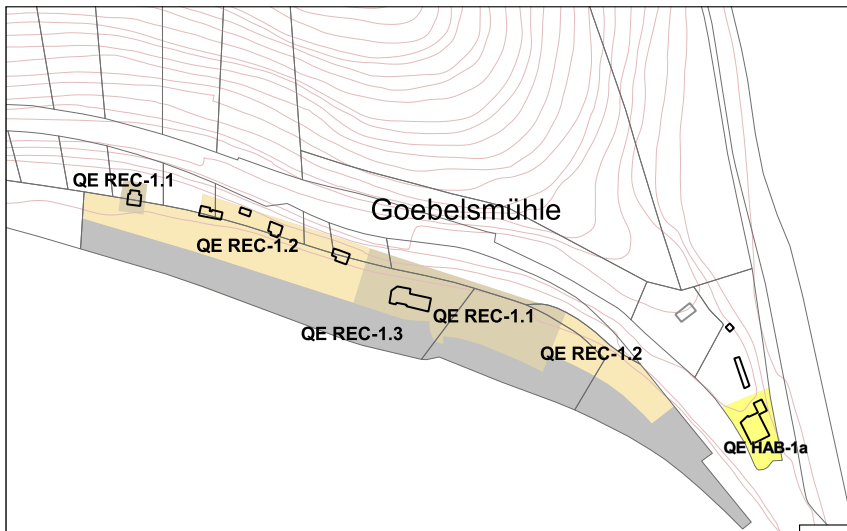 QE REC-1.1
Goebelsmühle
QE REC-1.2
QE REC-1.1
QE REC-1.3
QE REC-1.2
QE HAB-1a